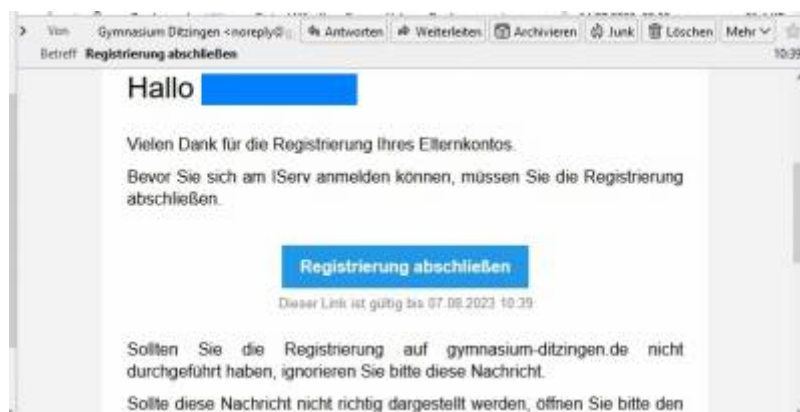 Von Gymnasium Ditzingen <noreply@ Antworten Weiterleiten Archivieren Junk Löschen Mehr
Betreff Registrierung abschließen 10:39
Hallo
Vielen Dank für die Registrierung Ihres Elternkontos.
Bevor Sie sich am IServ anmelden können, müssen Sie die Registrierung
abschließen.
Registrierung abschließen
Dieser Link ist gültig bis 07.08.2023 10:39
Sollten Sie die Registrierung auf gymnasium-ditzingen.de nicht
durchgeführt haben, ignorieren Sie bitte diese Nachricht.
Sollte diese Nachricht nicht richtig dargestellt werden, öffnen Sie bitte den